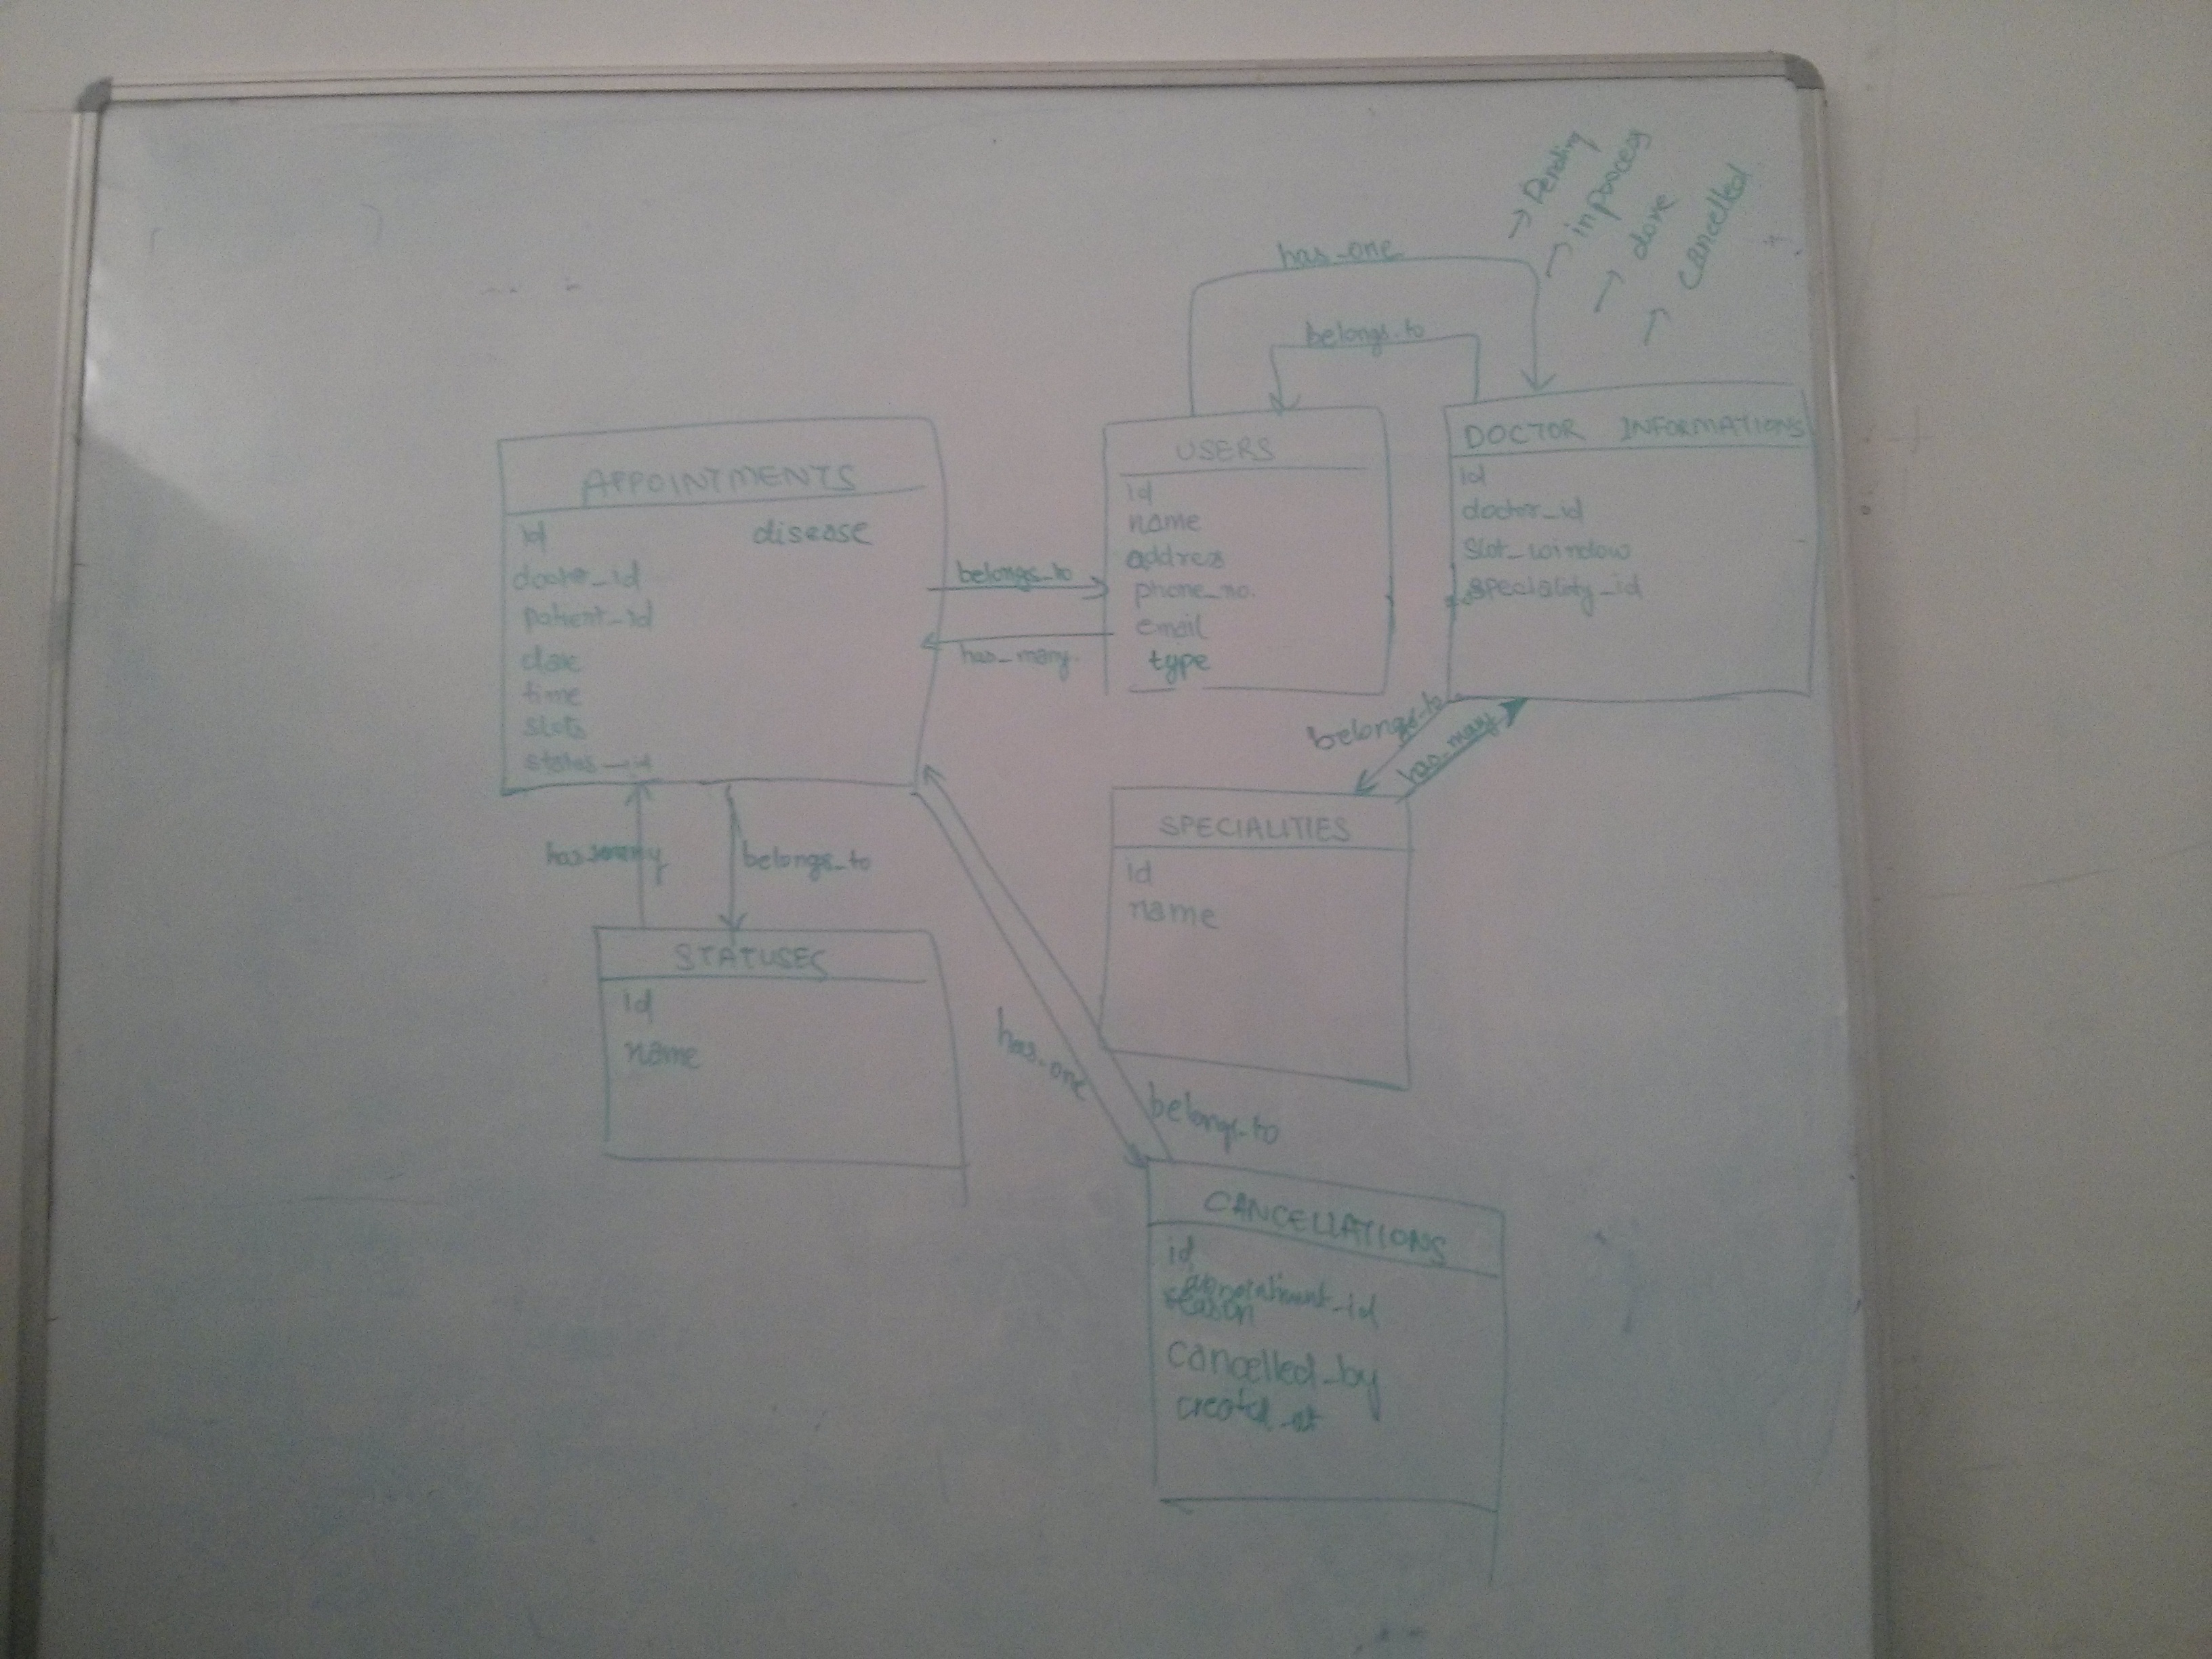 → Pending
→ inprocess
→ done
→ cancelled
has_one
belongs_to
APPOINTMENTS
id disease
doctor_id
patient_id
date
time
slots
status_id
belongs_to
has_many
USERS
id
name
address
phone_no.
email
type
DOCTOR INFORMATIONS
id
doctor_id
slot_window
speciality_id
belongs_to
has_many
SPECIALITIES
id
name
has_many
belongs_to
STATUSES
id
name
has_one
belongs_to
CANCELLATIONS
id
appointment_id
reason
cancelled_by
created_at